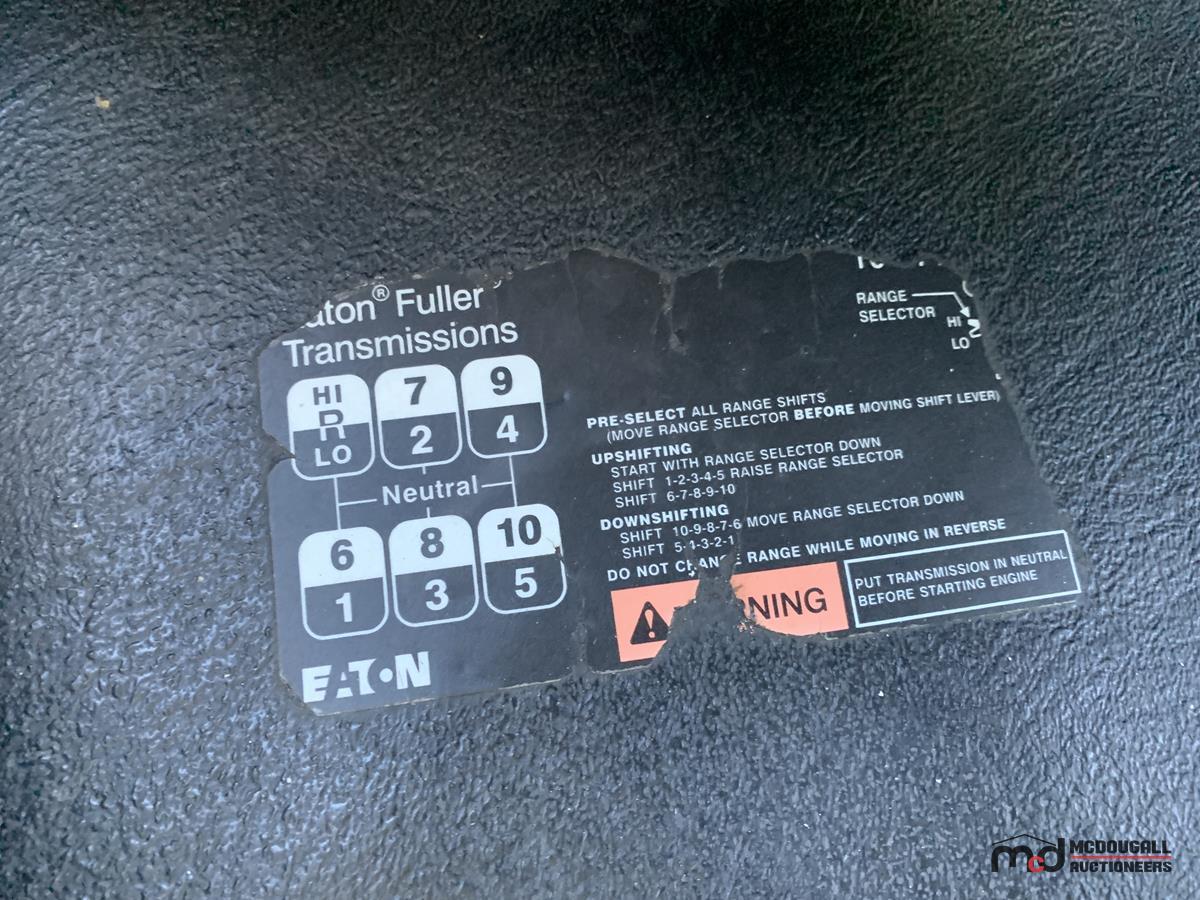 Fuller
Transmissions
HI 7 9
R
LO 2 4
Neutral
6 8 10
1 3 5
EATON
RANGE
SELECTOR
HI
LO
PRE-SELECT ALL RANGE SHIFTS
(MOVE RANGE SELECTOR BEFORE MOVING SHIFT LEVER)
UPSHIFTING
START WITH RANGE SELECTOR DOWN
SHIFT 1-2-3-4-5 RAISE RANGE SELECTOR
SHIFT 6-7-8-9-10
DOWNSHIFTING
SHIFT 10-9-8-7-6 MOVE RANGE SELECTOR DOWN
SHIFT 5-4-3-2-1
DO NOT CHANGE RANGE WHILE MOVING IN REVERSE
PUT TRANSMISSION IN NEUTRAL
BEFORE STARTING ENGINE
mcd MCDOUGALL
AUCTIONEERS